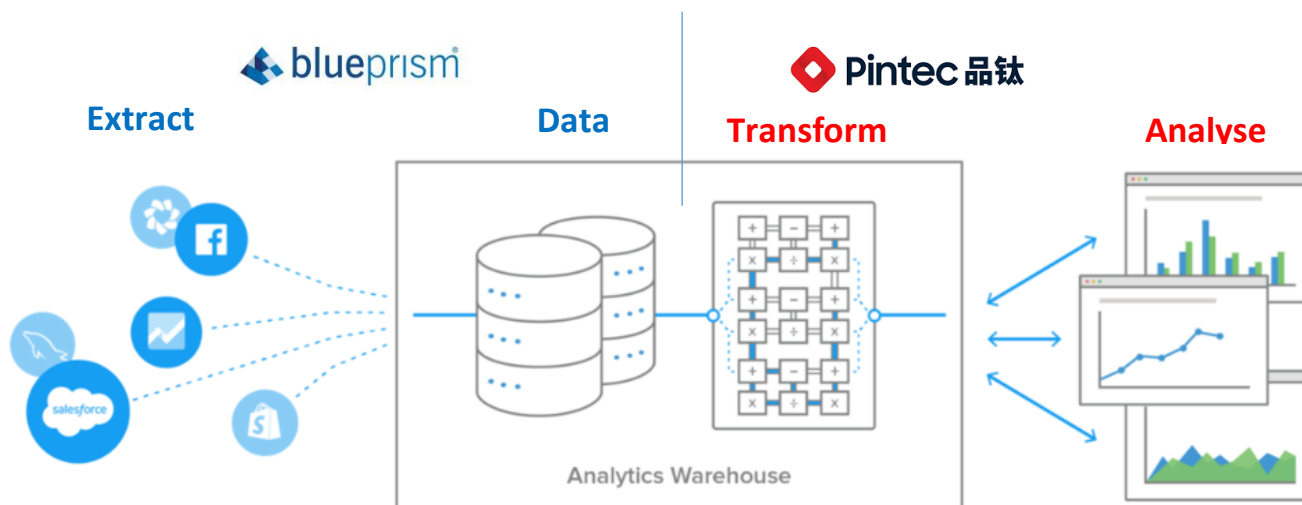 blueprism®
Pintec 品钛
Extract
Data
Transform
Analyse
f
+ − +
× ÷ ×
+ − +
× ÷ ×
salesforce
+ − +
× ÷ ×
S
Analytics Warehouse